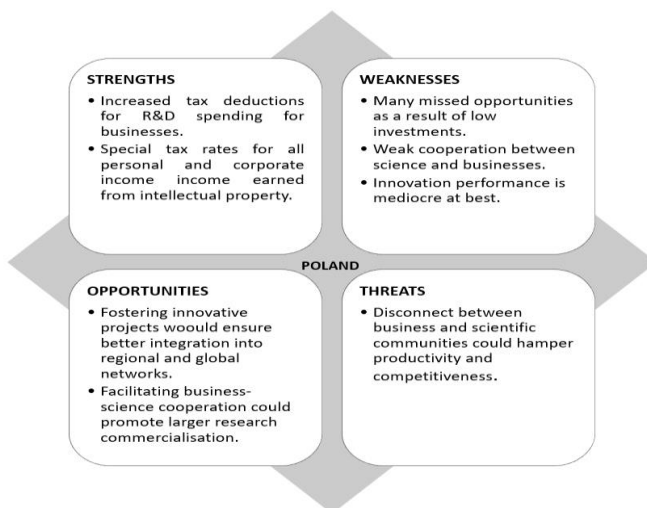 STRENGTHS
• Increased tax deductions
for R&D spending for
businesses.
• Special tax rates for all
personal and corporate
income income earned
from intellectual property.
WEAKNESSES
• Many missed opportunities
as a result of low
investments.
• Weak cooperation between
science and businesses.
• Innovation performance is
mediocre at best.
POLAND
OPPORTUNITIES
• Fostering innovative
projects woould ensure
better integration into
regional and global
networks.
• Facilitating business-
science cooperation could
promote larger research
commercialisation.
THREATS
• Disconnect between
business and scientific
communities could hamper
productivity and
competitiveness.